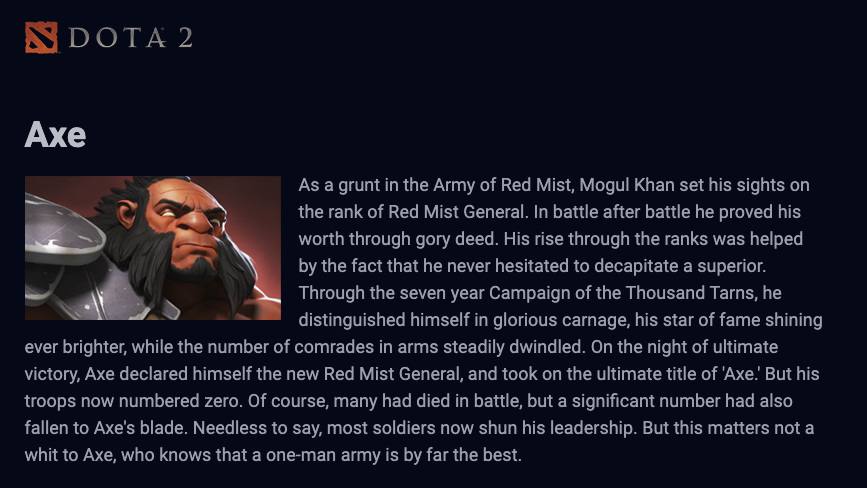 DOTA 2
Axe
As a grunt in the Army of Red Mist, Mogul Khan set his sights on
the rank of Red Mist General. In battle after battle he proved his
worth through gory deed. His rise through the ranks was helped
by the fact that he never hesitated to decapitate a superior.
Through the seven year Campaign of the Thousand Tarns, he
distinguished himself in glorious carnage, his star of fame shining
ever brighter, while the number of comrades in arms steadily dwindled. On the night of ultimate
victory, Axe declared himself the new Red Mist General, and took on the ultimate title of 'Axe.' But his
troops now numbered zero. Of course, many had died in battle, but a significant number had also
fallen to Axe's blade. Needless to say, most soldiers now shun his leadership. But this matters not a
whit to Axe, who knows that a one-man army is by far the best.